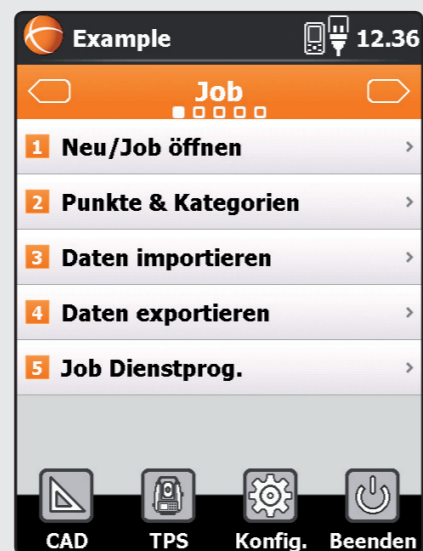 Example 12.36
Job
1 Neu/Job öffnen
2 Punkte & Kategorien
3 Daten importieren
4 Daten exportieren
5 Job Dienstprog.
CAD TPS Konfig. Beenden